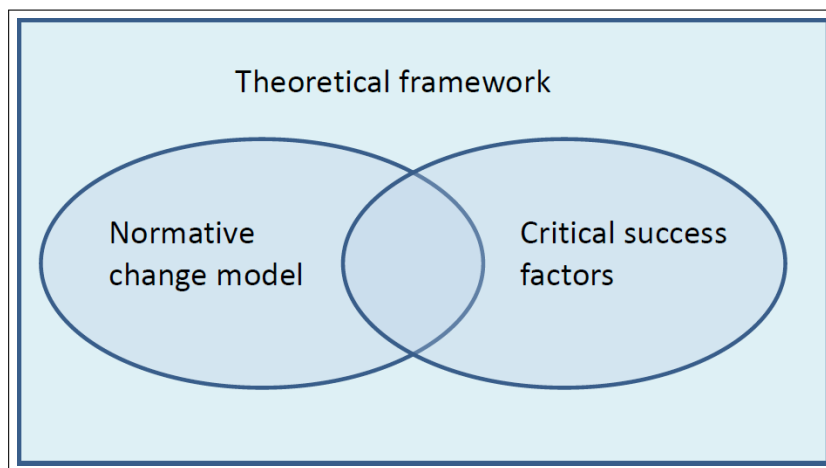 Theoretical framework
Normative
change model
Critical success
factors